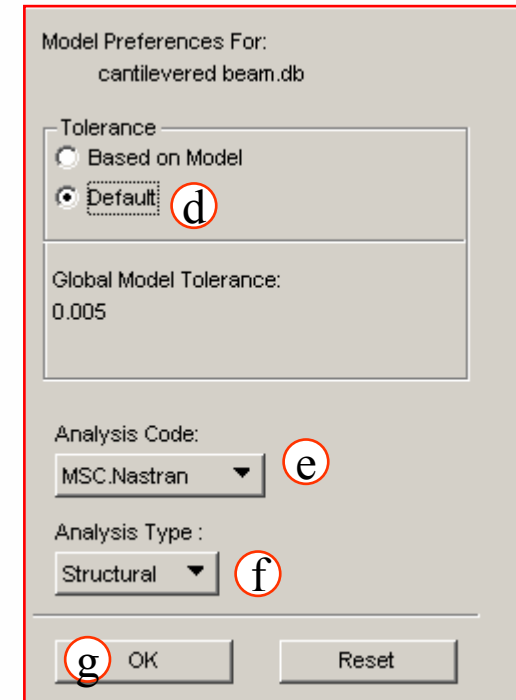 Model Preferences For:
cantilevered beam.db
Tolerance
Based on Model
Default d
Global Model Tolerance:
0.005
Analysis Code:
MSC.Nastran e
Analysis Type :
Structural f
g OK Reset